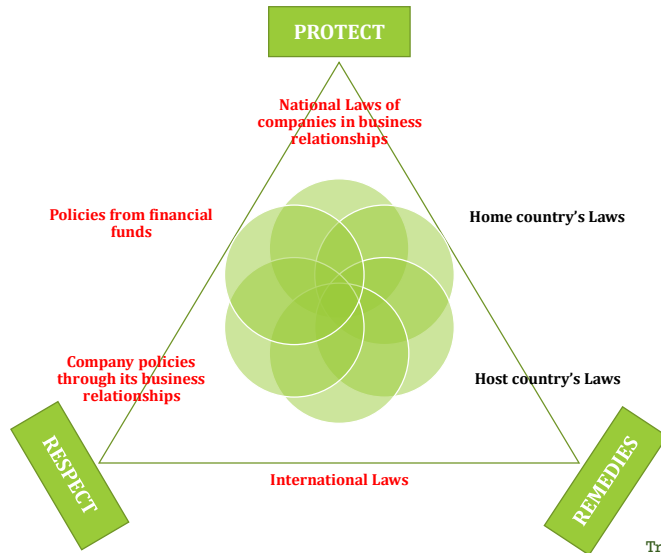 PROTECT
National Laws of
companies in business
relationships
Policies from financial
funds
Home country's Laws
Company policies
through its business
relationships
Host country's Laws
RESPECT
International Laws
REMEDIES
Tr